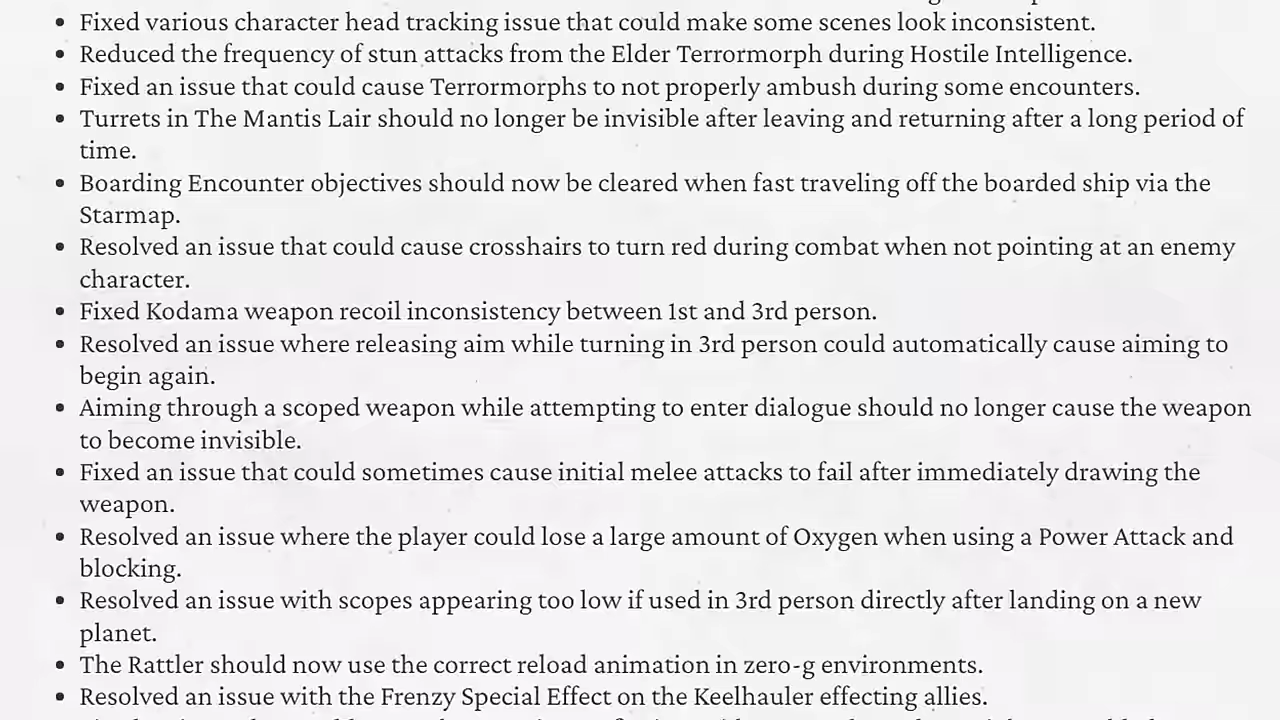 • Fixed various character head tracking issue that could make some scenes look inconsistent.
• Reduced the frequency of stun attacks from the Elder Terrormorph during Hostile Intelligence.
• Fixed an issue that could cause Terrormorphs to not properly ambush during some encounters.
• Turrets in The Mantis Lair should no longer be invisible after leaving and returning after a long period of
time.
• Boarding Encounter objectives should now be cleared when fast traveling off the boarded ship via the
Starmap.
• Resolved an issue that could cause crosshairs to turn red during combat when not pointing at an enemy
character.
• Fixed Kodama weapon recoil inconsistency between 1st and 3rd person.
• Resolved an issue where releasing aim while turning in 3rd person could automatically cause aiming to
begin again.
• Aiming through a scoped weapon while attempting to enter dialogue should no longer cause the weapon
to become invisible.
• Fixed an issue that could sometimes cause initial melee attacks to fail after immediately drawing the
weapon.
• Resolved an issue where the player could lose a large amount of Oxygen when using a Power Attack and
blocking.
• Resolved an issue with scopes appearing too low if used in 3rd person directly after landing on a new
planet.
• The Rattler should now use the correct reload animation in zero-g environments.
• Resolved an issue with the Frenzy Special Effect on the Keelhauler effecting allies.